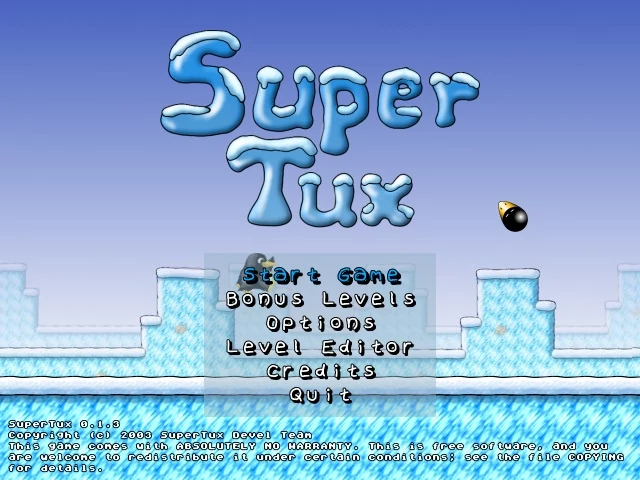 Super
Tux
Start Game
Bonus Levels
Options
Level Editor
Credits
Quit
SuperTux 0.1.3
Copyright (c) 2003 SuperTux Devel Team
This game comes with ABSOLUTELY NO WARRANTY. This is free software, and you
are welcome to redistribute it under certain conditions; see the file COPYING
for details.